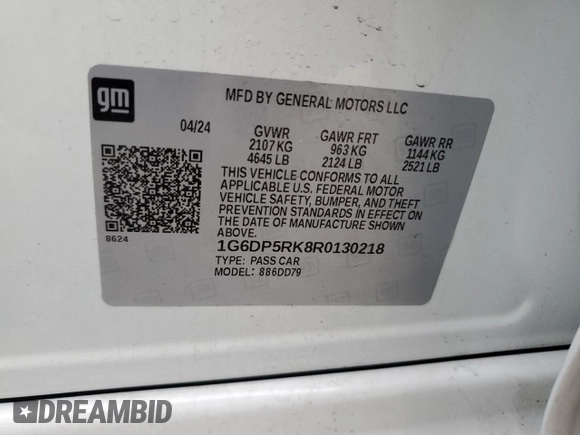 gm
MFD BY GENERAL MOTORS LLC
04/24 GVWR GAWR FRT GAWR RR
2107 KG 963 KG 1144 KG
4645 LB 2124 LB 2521 LB
THIS VEHICLE CONFORMS TO ALL
APPLICABLE U.S. FEDERAL MOTOR
VEHICLE SAFETY, BUMPER, AND THEFT
PREVENTION STANDARDS IN EFFECT ON
THE DATE OF MANUFACTURE SHOWN
ABOVE.
8624
1G6DP5RK8R0130218
TYPE: PASS CAR
MODEL: 886DD79
DREAMBID